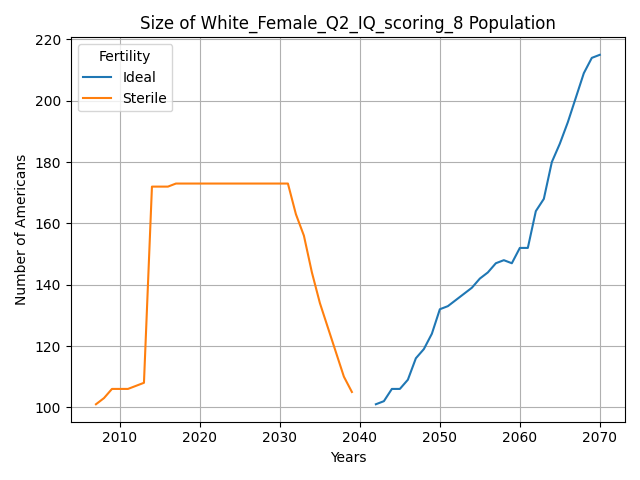 Size of White_Female_Q2_IQ_scoring_8 Population
Fertility
Ideal
Sterile
Number of Americans
220
200
180
160
140
120
100
2010 2020 2030 2040 2050 2060 2070
Years